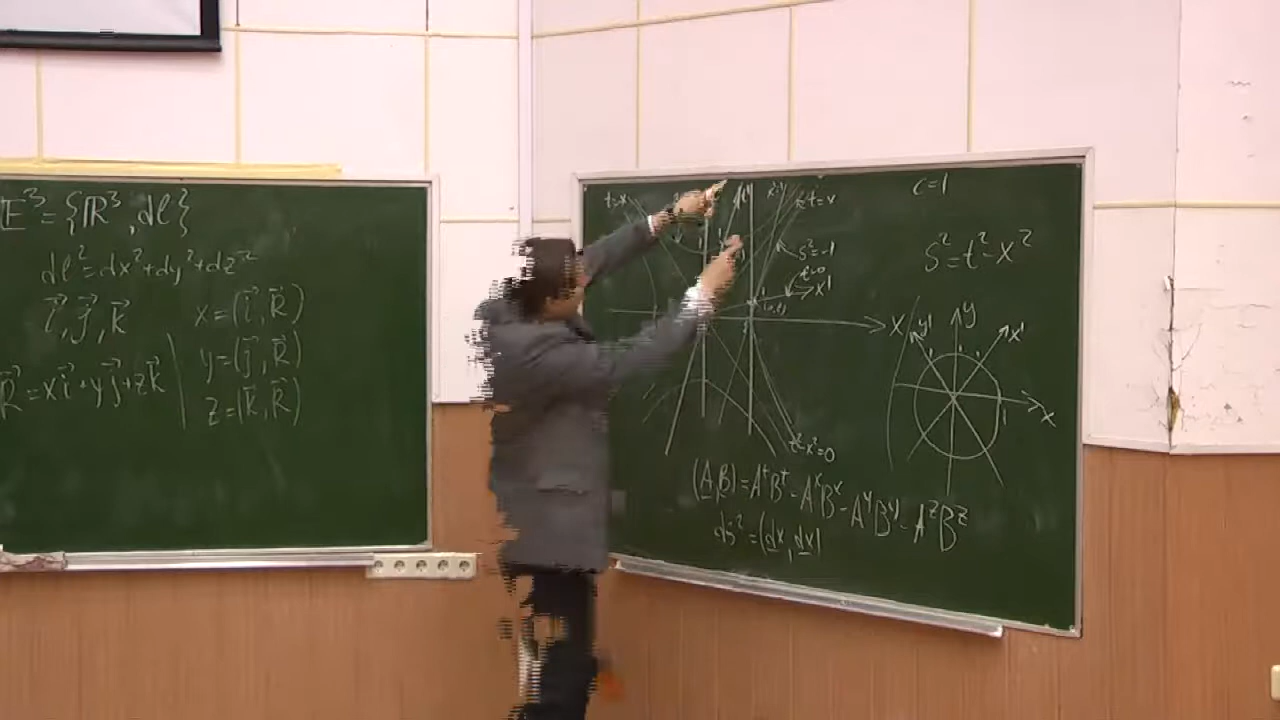 E³={ℝ³,dl}
dl²=dx²+dy²+dz²
i⃗, j⃗, k⃗
R⃗=xi⃗+yj⃗+zk⃗
x=(i⃗,R⃗)
y=(j⃗,R⃗)
z=(k⃗,R⃗)
t=x
t=x
c=1
S²=-1
x'
X
t²-x²=0
S²=t²-x²
y'
y
x'
x
(A,B)=AᵗBᵗ-AˣBˣ-AʸBʸ-AᶻBᶻ
dS²=(dx,dx)